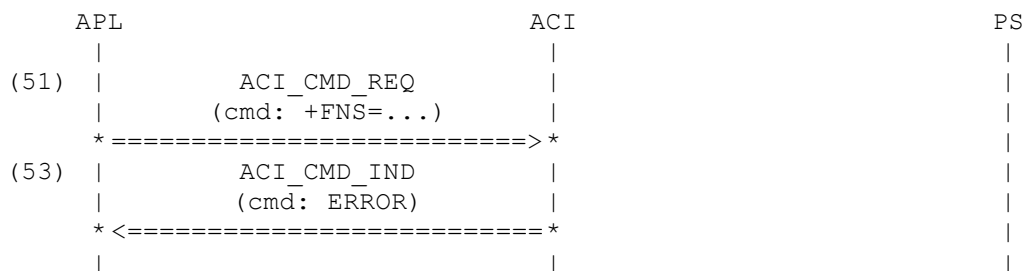 APL ACI PS
| | |
(51) | ACI_CMD_REQ |
| (cmd: +FNS=...) | |
*==========================>* |
(53) | ACI_CMD_IND | |
| (cmd: ERROR) | |
*<==========================* |
| | |